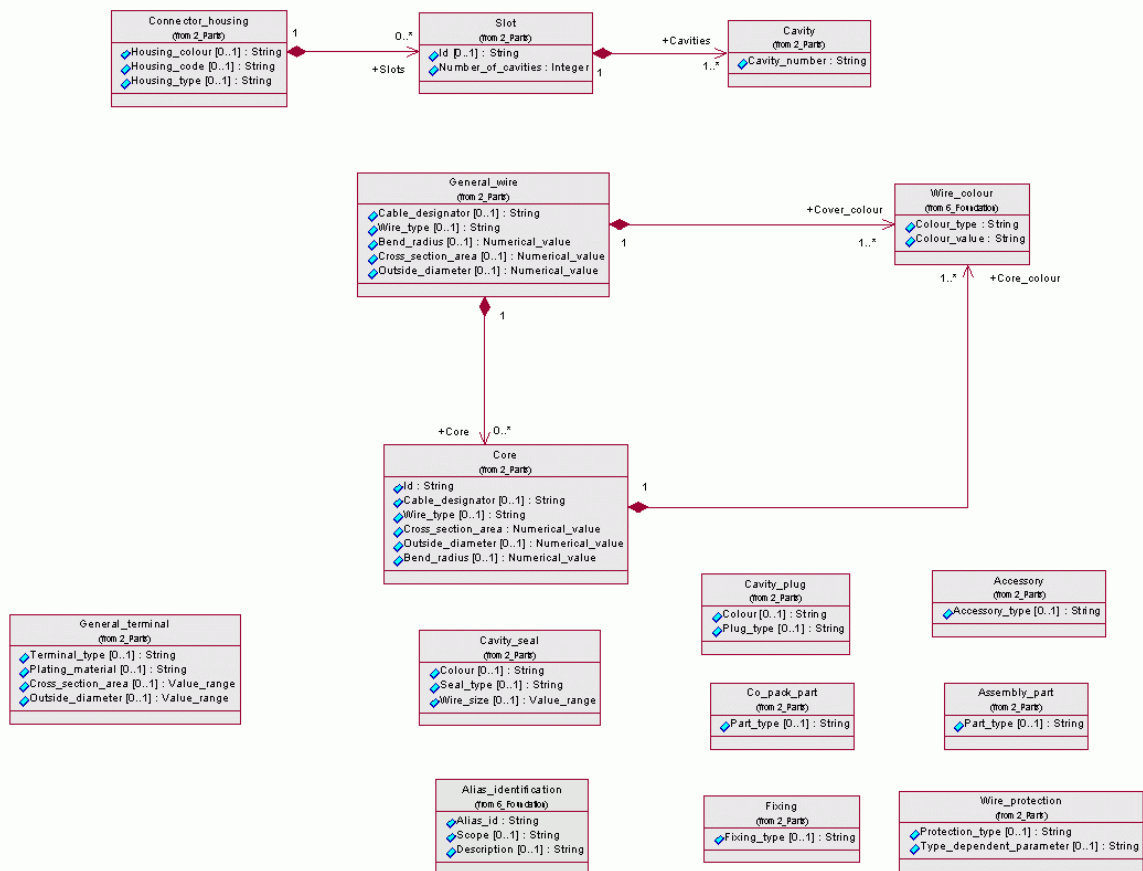 Connector_housing
(from 2_Parts)
Housing_colour [0..1] : String
Housing_code [0..1] : String
Housing_type [0..1] : String
1
0..*
+Slots
Slot
(from 2_Parts)
Id [0..1] : String
Number_of_cavities : Integer
1
+Cavities
1..*
Cavity
(from 2_Parts)
Cavity_number : String
General_wire
(from 2_Parts)
Cable_designator [0..1] : String
Wire_type [0..1] : String
Bend_radius [0..1] : Numerical_value
Cross_section_area [0..1] : Numerical_value
Outside_diameter [0..1] : Numerical_value
1
+Cover_colour
1..*
Wire_colour
(from 6_Foundation)
Colour_type : String
Colour_value : String
1..*
+Core_colour
1
+Core
0..*
Core
(from 2_Parts)
Id : String
Cable_designator [0..1] : String
Wire_type [0..1] : String
Cross_section_area : Numerical_value
Outside_diameter [0..1] : Numerical_value
Bend_radius [0..1] : Numerical_value
1
General_terminal
(from 2_Parts)
Terminal_type [0..1] : String
Plating_material [0..1] : String
Cross_section_area [0..1] : Value_range
Outside_diameter [0..1] : Value_range
Cavity_seal
(from 2_Parts)
Colour [0..1] : String
Seal_type [0..1] : String
Wire_size [0..1] : Value_range
Cavity_plug
(from 2_Parts)
Colour[0..1] : String
Plug_type [0..1] : String
Accessory
(from 2_Parts)
Accessory_type [0..1] : String
Co_pack_part
(from 2_Parts)
Part_type [0..1] : String
Assembly_part
(from 2_Parts)
Part_type [0..1] : String
Alias_identification
(from 6_Foundation)
Alias_id : String
Scope [0..1] : String
Description [0..1] : String
Fixing
(from 2_Parts)
Fixing_type [0..1] : String
Wire_protection
(from 2_Parts)
Protection_type [0..1] : String
Type_dependent_parameter [0..1] : String